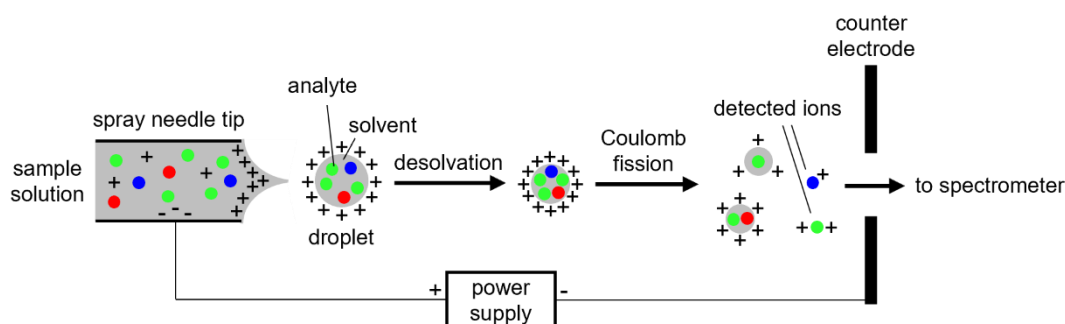 counter
electrode
analyte
detected ions
spray needle tip
solvent
Coulomb
fission
desolvation
sample
solution
to spectrometer
droplet
+ power -
supply